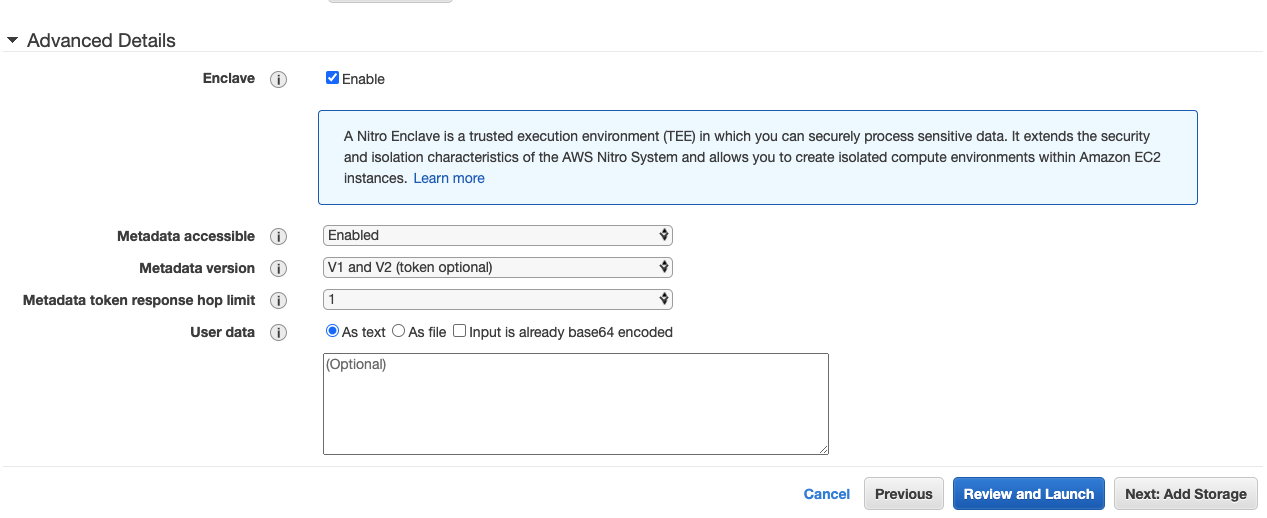 Advanced Details
Enclave i Enable
A Nitro Enclave is a trusted execution environment (TEE) in which you can securely process sensitive data. It extends the security
and isolation characteristics of the AWS Nitro System and allows you to create isolated compute environments within Amazon EC2
instances. Learn more
Metadata accessible i Enabled
Metadata version i V1 and V2 (token optional)
Metadata token response hop limit i 1
User data i As text As file Input is already base64 encoded
(Optional)
Cancel Previous Review and Launch Next: Add Storage